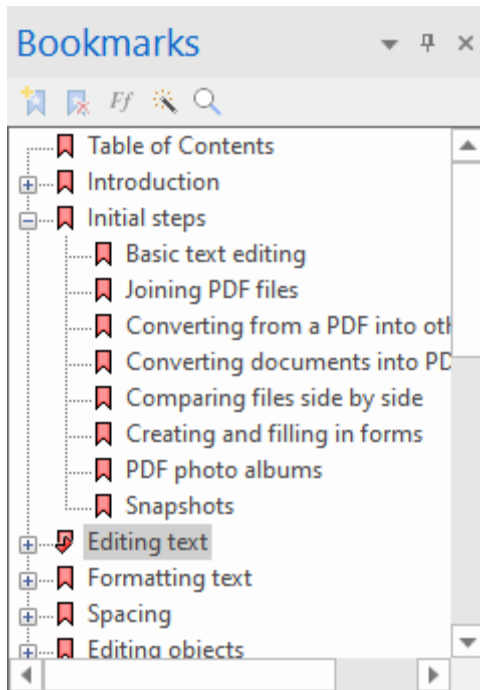 Bookmarks
Ff
Table of Contents
Introduction
Initial steps
Basic text editing
Joining PDF files
Converting from a PDF into oth
Converting documents into PD
Comparing files side by side
Creating and filling in forms
PDF photo albums
Snapshots
Editing text
Formatting text
Spacing
Editing objects